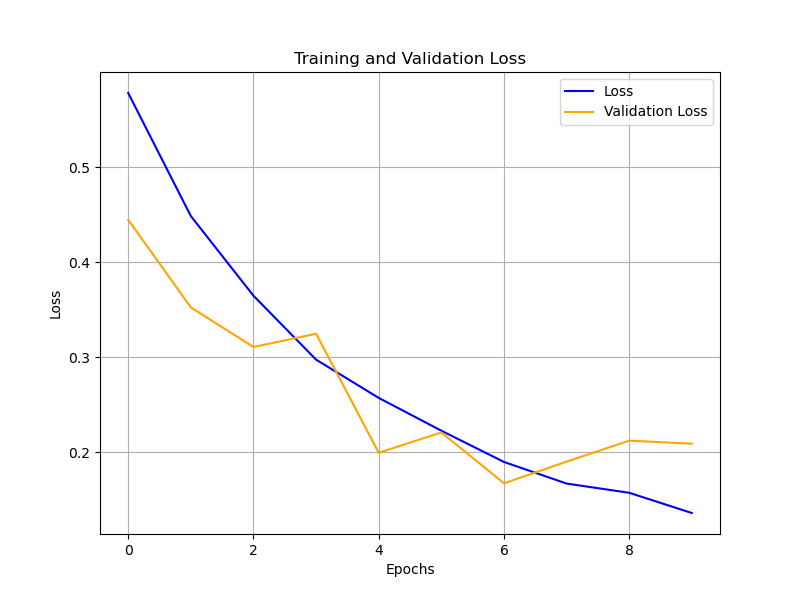 Training and Validation Loss
Loss
Validation Loss
0.5
0.4
0.3
0.2
Loss
0 2 4 6 8
Epochs